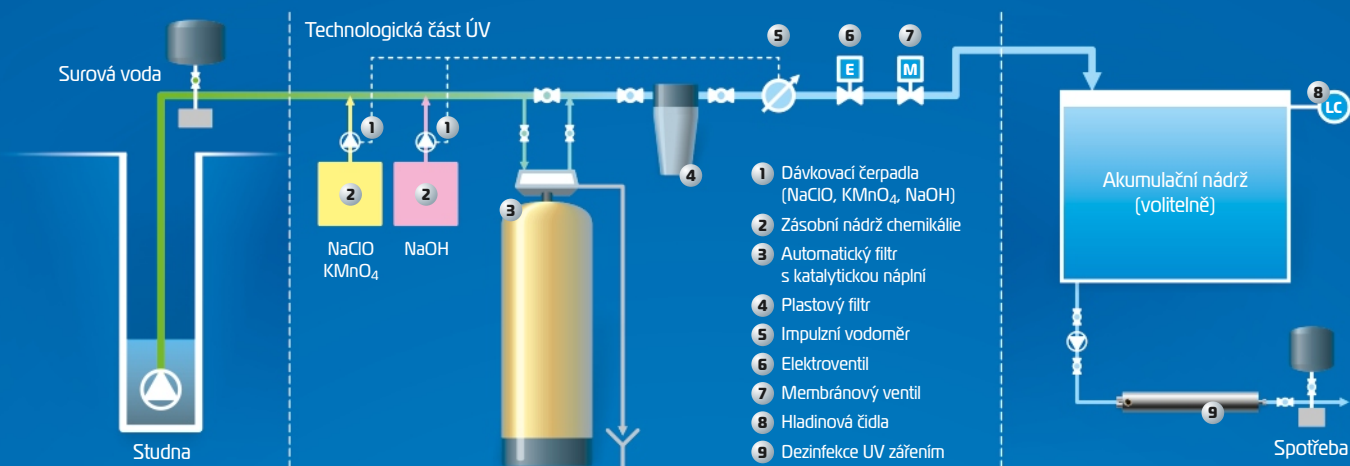 Technologická část ÚV
Surová voda
5
6
7
E
M
1
1
2
2
NaClO
KMnO₄
NaOH
3
4
1 Dávkovací čerpadla
(NaClO, KMnO₄, NaOH)
2 Zásobní nádrž chemikálie
3 Automatický filtr
s katalytickou náplní
4 Plastový filtr
5 Impulzní vodoměr
6 Elektroventil
7 Membránový ventil
8 Hladinová čidla
9 Dezinfekce UV zářením
8
LC
Akumulační nádrž
(volitelně)
9
Studna
Spotřeba